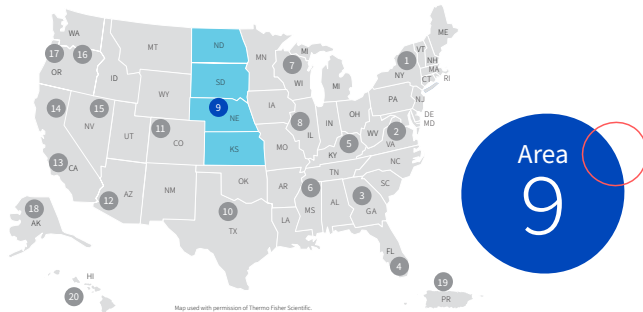 ME
WA
ND
MT
MN
MI
VT
NH
MA
CT
RI
17
16
7
1
NY
OR
ID
SD
WI
MI
WY
IA
PA
NJ
14
15
9
NE
8
IL
IN
OH
DE
MD
NV
UT
11
CO
KS
MO
5
KY
WV
2
VA
13
CA
NC
TN
12
AZ
NM
OK
AR
6
MS
AL
3
GA
SC
18
AK
10
TX
LA
FL
4
HI
20
19
PR
Map used with permission of Thermo Fisher Scientific.
Area
9